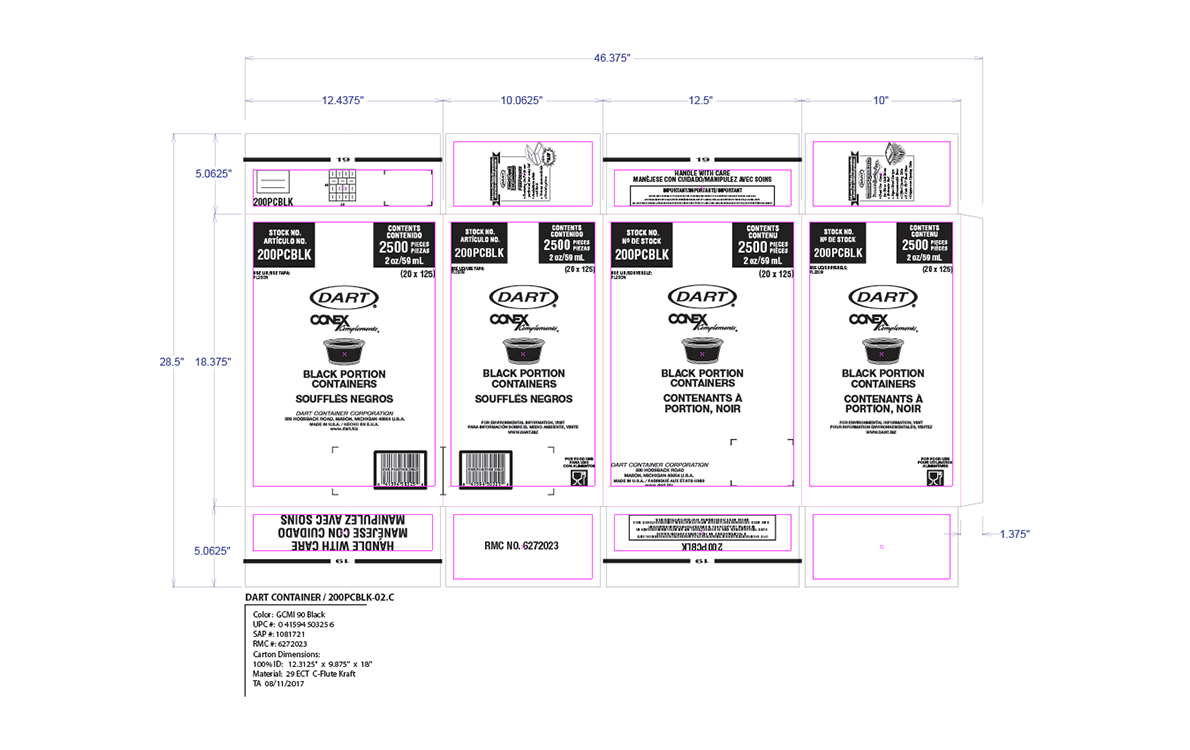 46.375"
12.4375"
10.0625"
12.5"
10"
28.5"
5.0625"
18.375"
5.0625"
1.375"
19
200PCBLK
19
HANDLE WITH CARE
MANÉJESE CON CUIDADO/MANIPULEZ AVEC SOINS
IMPORTANT/IMPORTANTE/IMPORTANT
STOCK NO.
ARTÍCULO NO.
200PCBLK
CONTENTS
CONTENIDO
2500 PIECES
PIEZAS
2 oz/59 mL
(20 x 125)
USE LID/USE TAPA:
PL200N
DART
CONEX
Complements
BLACK PORTION
CONTAINERS
SOUFFLÉS NEGROS
DART CONTAINER CORPORATION
500 HOGSBACK ROAD, MASON, MICHIGAN 48854 U.S.A.
MADE IN U.S.A. / HECHO EN E.U.A.
www.dart.biz
STOCK NO.
ARTÍCULO NO.
200PCBLK
CONTENTS
CONTENIDO
2500 PIECES
PIEZAS
2 oz/59 mL
(20 x 125)
USE LID/USE TAPA:
PL200N
DART
CONEX
Complements
BLACK PORTION
CONTAINERS
SOUFFLÉS NEGROS
FOR ENVIRONMENTAL INFORMATION, VISIT
PARA INFORMACIÓN SOBRE EL MEDIO AMBIENTE, VISITE
WWW.DART.BIZ
FOR FOOD USE
PARA USO
CON ALIMENTOS
STOCK NO.
Nº DE STOCK
200PCBLK
CONTENTS
CONTENU
2500 PIECES
PIÈCES
2 oz/59 mL
(20 x 125)
USE LID/COUVERCLE:
PL200N
DART
CONEX
Complements
BLACK PORTION
CONTAINERS
CONTENANTS À
PORTION, NOIR
DART CONTAINER CORPORATION
500 HOGSBACK ROAD
MASON, MICHIGAN 48854 U.S.A.
MADE IN U.S.A. / FABRIQUÉ AUX ÉTATS-UNIS
www.dart.biz
STOCK NO.
Nº DE STOCK
200PCBLK
CONTENTS
CONTENU
2500 PIECES
PIÈCES
2 oz/59 mL
(20 x 125)
USE LID/COUVERCLE:
PL200N
DART
CONEX
Complements
BLACK PORTION
CONTAINERS
CONTENANTS À
PORTION, NOIR
FOR ENVIRONMENTAL INFORMATION, VISIT
POUR INFORMATION ENVIRONNEMENTALES, VISITEZ
WWW.DART.BIZ
FOR FOOD USE
POUR UTILISATION
ALIMENTAIRE
HANDLE WITH CARE
MANÉJESE CON CUIDADO
MANIPULEZ AVEC SOINS
19
RMC NO. 6272023
200PCBLK
19
DART CONTAINER / 200PCBLK-02.C
Color: GCMI 90 Black
UPC #: 0 41594 50325 6
SAP #: 1081721
RMC #: 6272023
Carton Dimensions:
100% ID: 12.3125" x 9.875" x 18"
Material: 29 ECT C-Flute Kraft
TA 08/11/2017